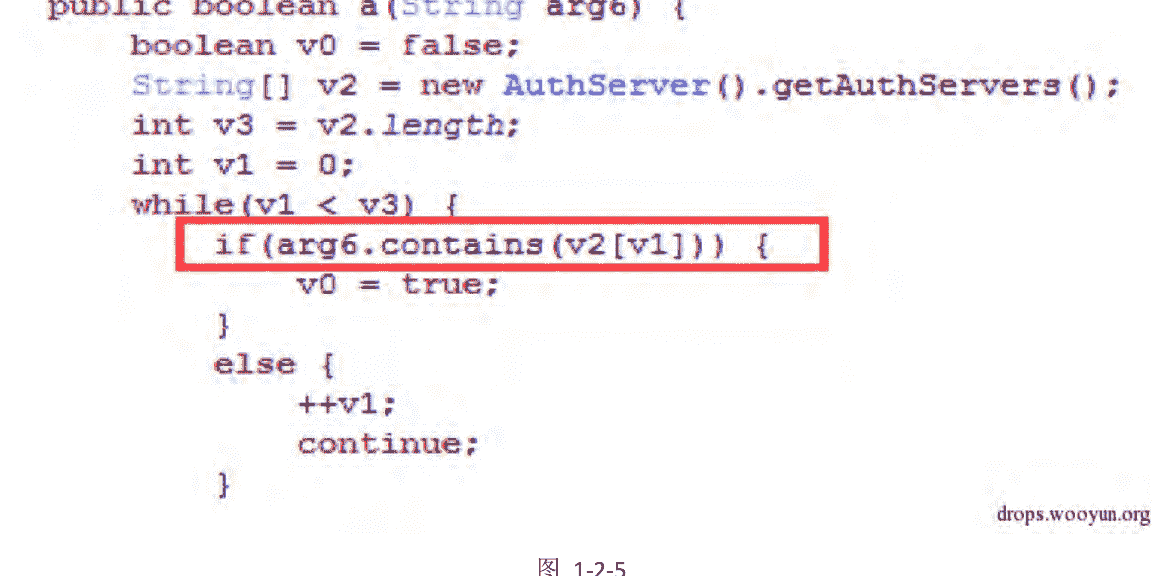 public boolean a(String arg6) {
boolean v0 = false;
String[] v2 = new AuthServer().getAuthServers();
int v3 = v2.length;
int v1 = 0;
while(v1 < v3) {
if(arg6.contains(v2[v1])) {
v0 = true;
}
else {
++v1;
continue;
}
drops.wooyun.org
图 1-2-5